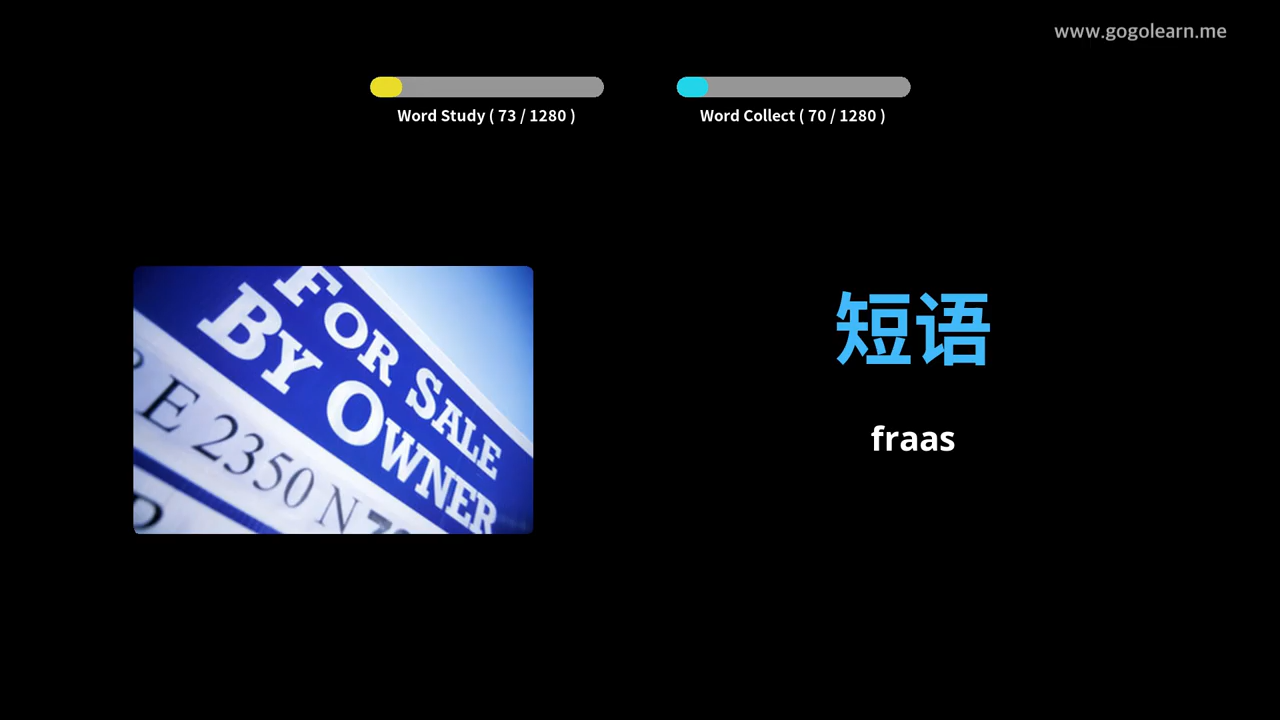 www.gogolearn.me
Word Study ( 73 / 1280 )
Word Collect ( 70 / 1280 )
FOR SALE
BY OWNER
E 2350 N
短语
fraas